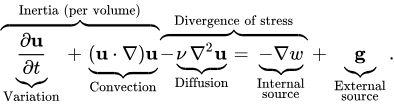 Inertia (per volume) Divergence of stress
∂u/∂t + (u · ∇)u − ν ∇²u = −∇w + g .
Variation Convection Diffusion Internal source External source